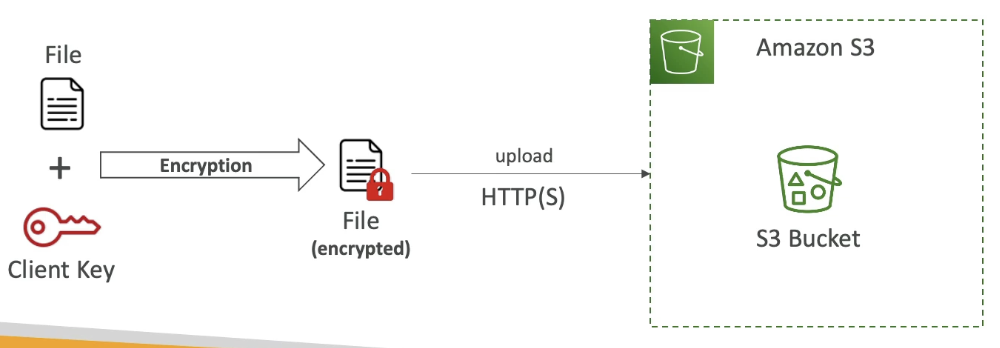 File
+
Client Key
Encryption
File
(encrypted)
upload
HTTP(S)
Amazon S3
S3 Bucket